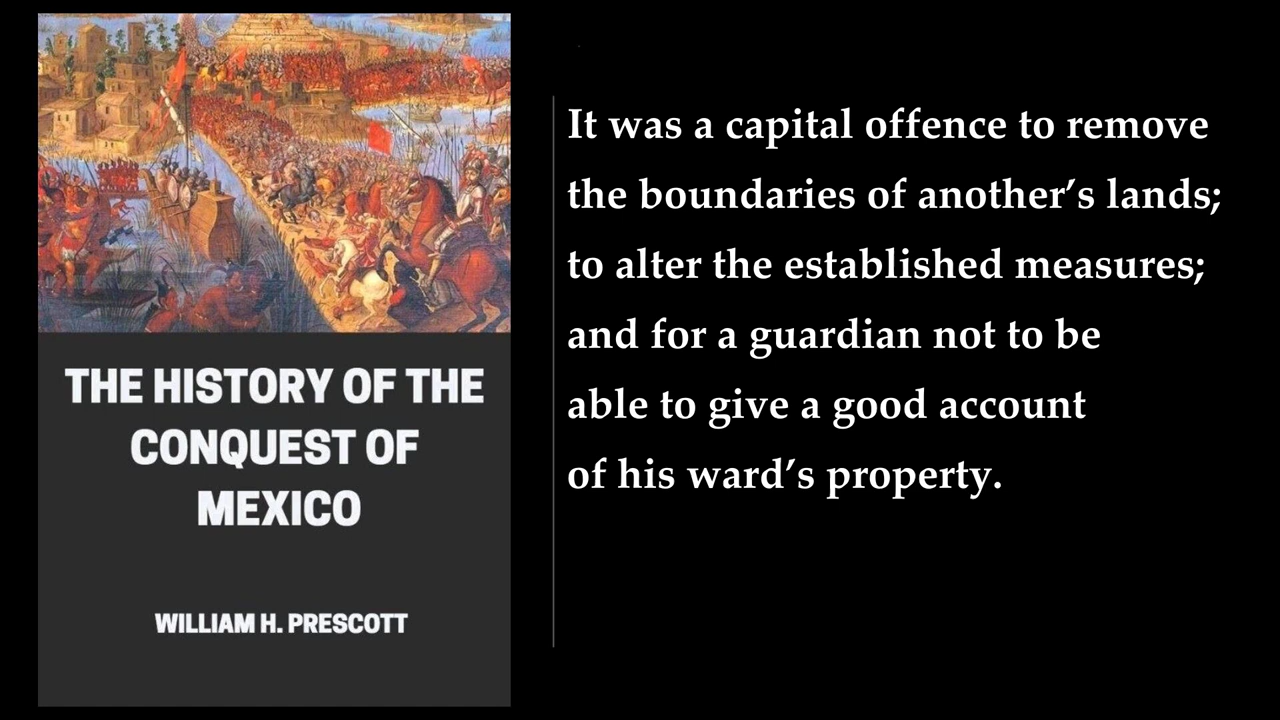 THE HISTORY OF THE
CONQUEST OF
MEXICO
WILLIAM H. PRESCOTT
It was a capital offence to remove
the boundaries of another’s lands;
to alter the established measures;
and for a guardian not to be
able to give a good account
of his ward’s property.